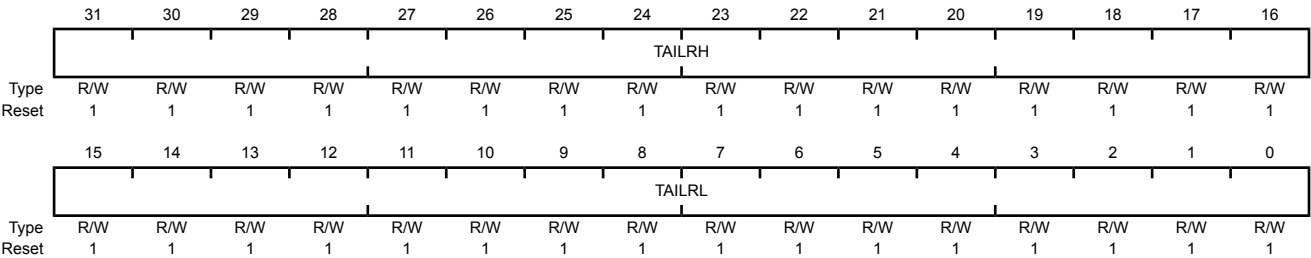 31 30 29 28 27 26 25 24 23 22 21 20 19 18 17 16
TAILRH
Type R/W R/W R/W R/W R/W R/W R/W R/W R/W R/W R/W R/W R/W R/W R/W R/W
Reset 1 1 1 1 1 1 1 1 1 1 1 1 1 1 1 1
15 14 13 12 11 10 9 8 7 6 5 4 3 2 1 0
TAILRL
Type R/W R/W R/W R/W R/W R/W R/W R/W R/W R/W R/W R/W R/W R/W R/W R/W
Reset 1 1 1 1 1 1 1 1 1 1 1 1 1 1 1 1